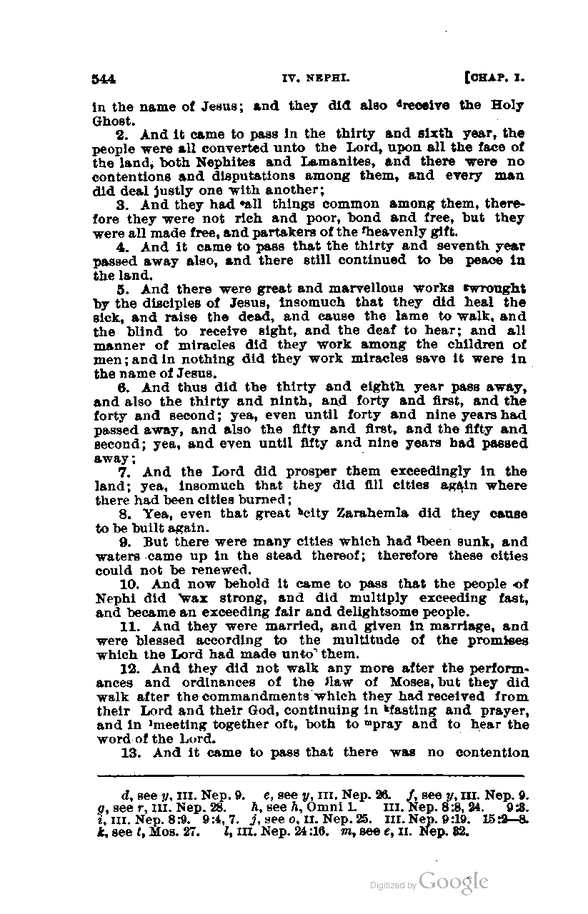 544 IV. NEPHI. [CHAP. I.
in the name of Jesus; and they did also ᵈreceive the Holy
Ghost.
2. And it came to pass in the thirty and sixth year, the
people were all converted unto the Lord, upon all the face of
the land, both Nephites and Lamanites, and there were no
contentions and disputations among them, and every man
did deal justly one with another;
3. And they had ᵉall things common among them, there-
fore they were not rich and poor, bond and free, but they
were all made free, and partakers of the ᶠheavenly gift.
4. And it came to pass that the thirty and seventh year
passed away also, and there still continued to be peace in
the land.
5. And there were great and marvellous works ᵍwrought
by the disciples of Jesus, insomuch that they did heal the
sick, and raise the dead, and cause the lame to walk, and
the blind to receive sight, and the deaf to hear; and all
manner of miracles did they work among the children of
men; and in nothing did they work miracles save it were in
the name of Jesus.
6. And thus did the thirty and eighth year pass away,
and also the thirty and ninth, and forty and first, and the
forty and second; yea, even until forty and nine years had
passed away, and also the fifty and first, and the fifty and
second; yea, and even until fifty and nine years had passed
away;
7. And the Lord did prosper them exceedingly in the
land; yea, insomuch that they did fill cities again where
there had been cities burned;
8. Yea, even that great ʰcity Zarahemla did they cause
to be built again.
9. But there were many cities which had ⁱbeen sunk, and
waters came up in the stead thereof; therefore these cities
could not be renewed.
10. And now behold it came to pass that the people of
Nephi did wax strong, and did multiply exceeding fast,
and became an exceeding fair and delightsome people.
11. And they were married, and given in marriage, and
were blessed according to the multitude of the promises
which the Lord had made unto them.
12. And they did not walk any more after the perform-
ances and ordinances of the ʲlaw of Moses, but they did
walk after the commandments which they had received from
their Lord and their God, continuing in ᵏfasting and prayer,
and in ˡmeeting together oft, both to ᵐpray and to hear the
word of the Lord.
13. And it came to pass that there was no contention
d, see y, III. Nep. 9. e, see y, III. Nep. 26. f, see y, III. Nep. 9.
g, see r, III. Nep. 28. h, see h, Omni 1. III. Nep. 8:8, 24. 9:3.
i, III. Nep. 8:9. 9:4, 7. j, see o, II. Nep. 25. III. Nep. 9:19. 15:2—8.
k, see t, Mos. 27. l, III. Nep. 24:16. m, see e, II. Nep. 32.
Digitized by Google